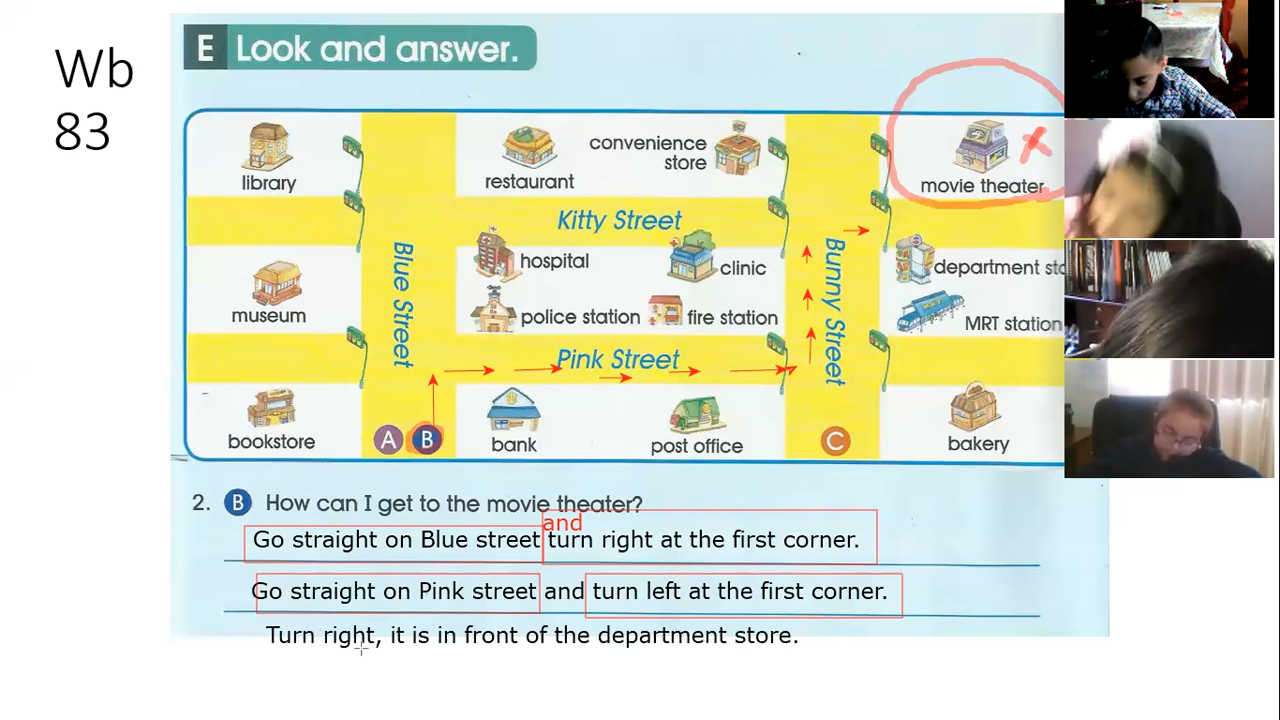 Wb
83
E Look and answer.
library
restaurant
convenience
store
movie theater
Kitty Street
Blue Street
Bunny Street
hospital
clinic
department sto
museum
police station
fire station
MRT station
Pink Street
bookstore
A
B
bank
post office
C
bakery
2. B How can I get to the movie theater?
and
Go straight on Blue street turn right at the first corner.
Go straight on Pink street and turn left at the first corner.
Turn right, it is in front of the department store.